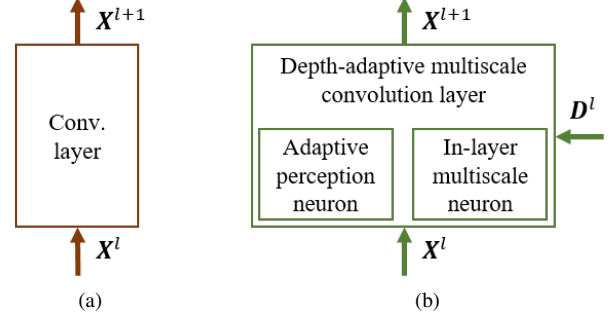 X^{l+1}
Conv.
layer
X^l
(a)
X^{l+1}
Depth-adaptive multiscale
convolution layer
Adaptive
perception
neuron
In-layer
multiscale
neuron
D^l
X^l
(b)